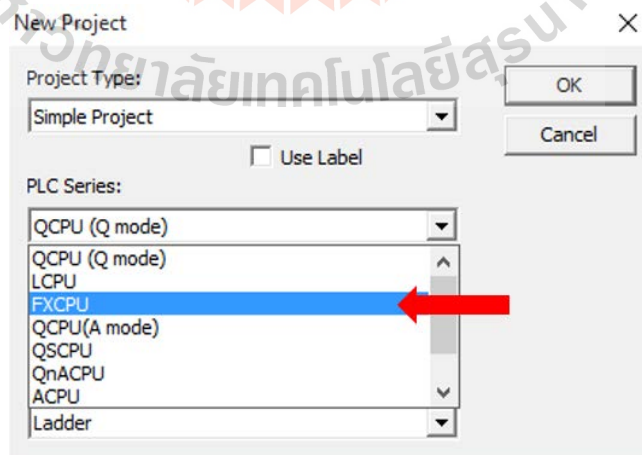 New Project
Project Type:
Simple Project
Use Label
PLC Series:
QCPU (Q mode)
QCPU (Q mode)
LCPU
FXCPU
QCPU(A mode)
QSCPU
QnACPU
ACPU
Ladder
OK
Cancel